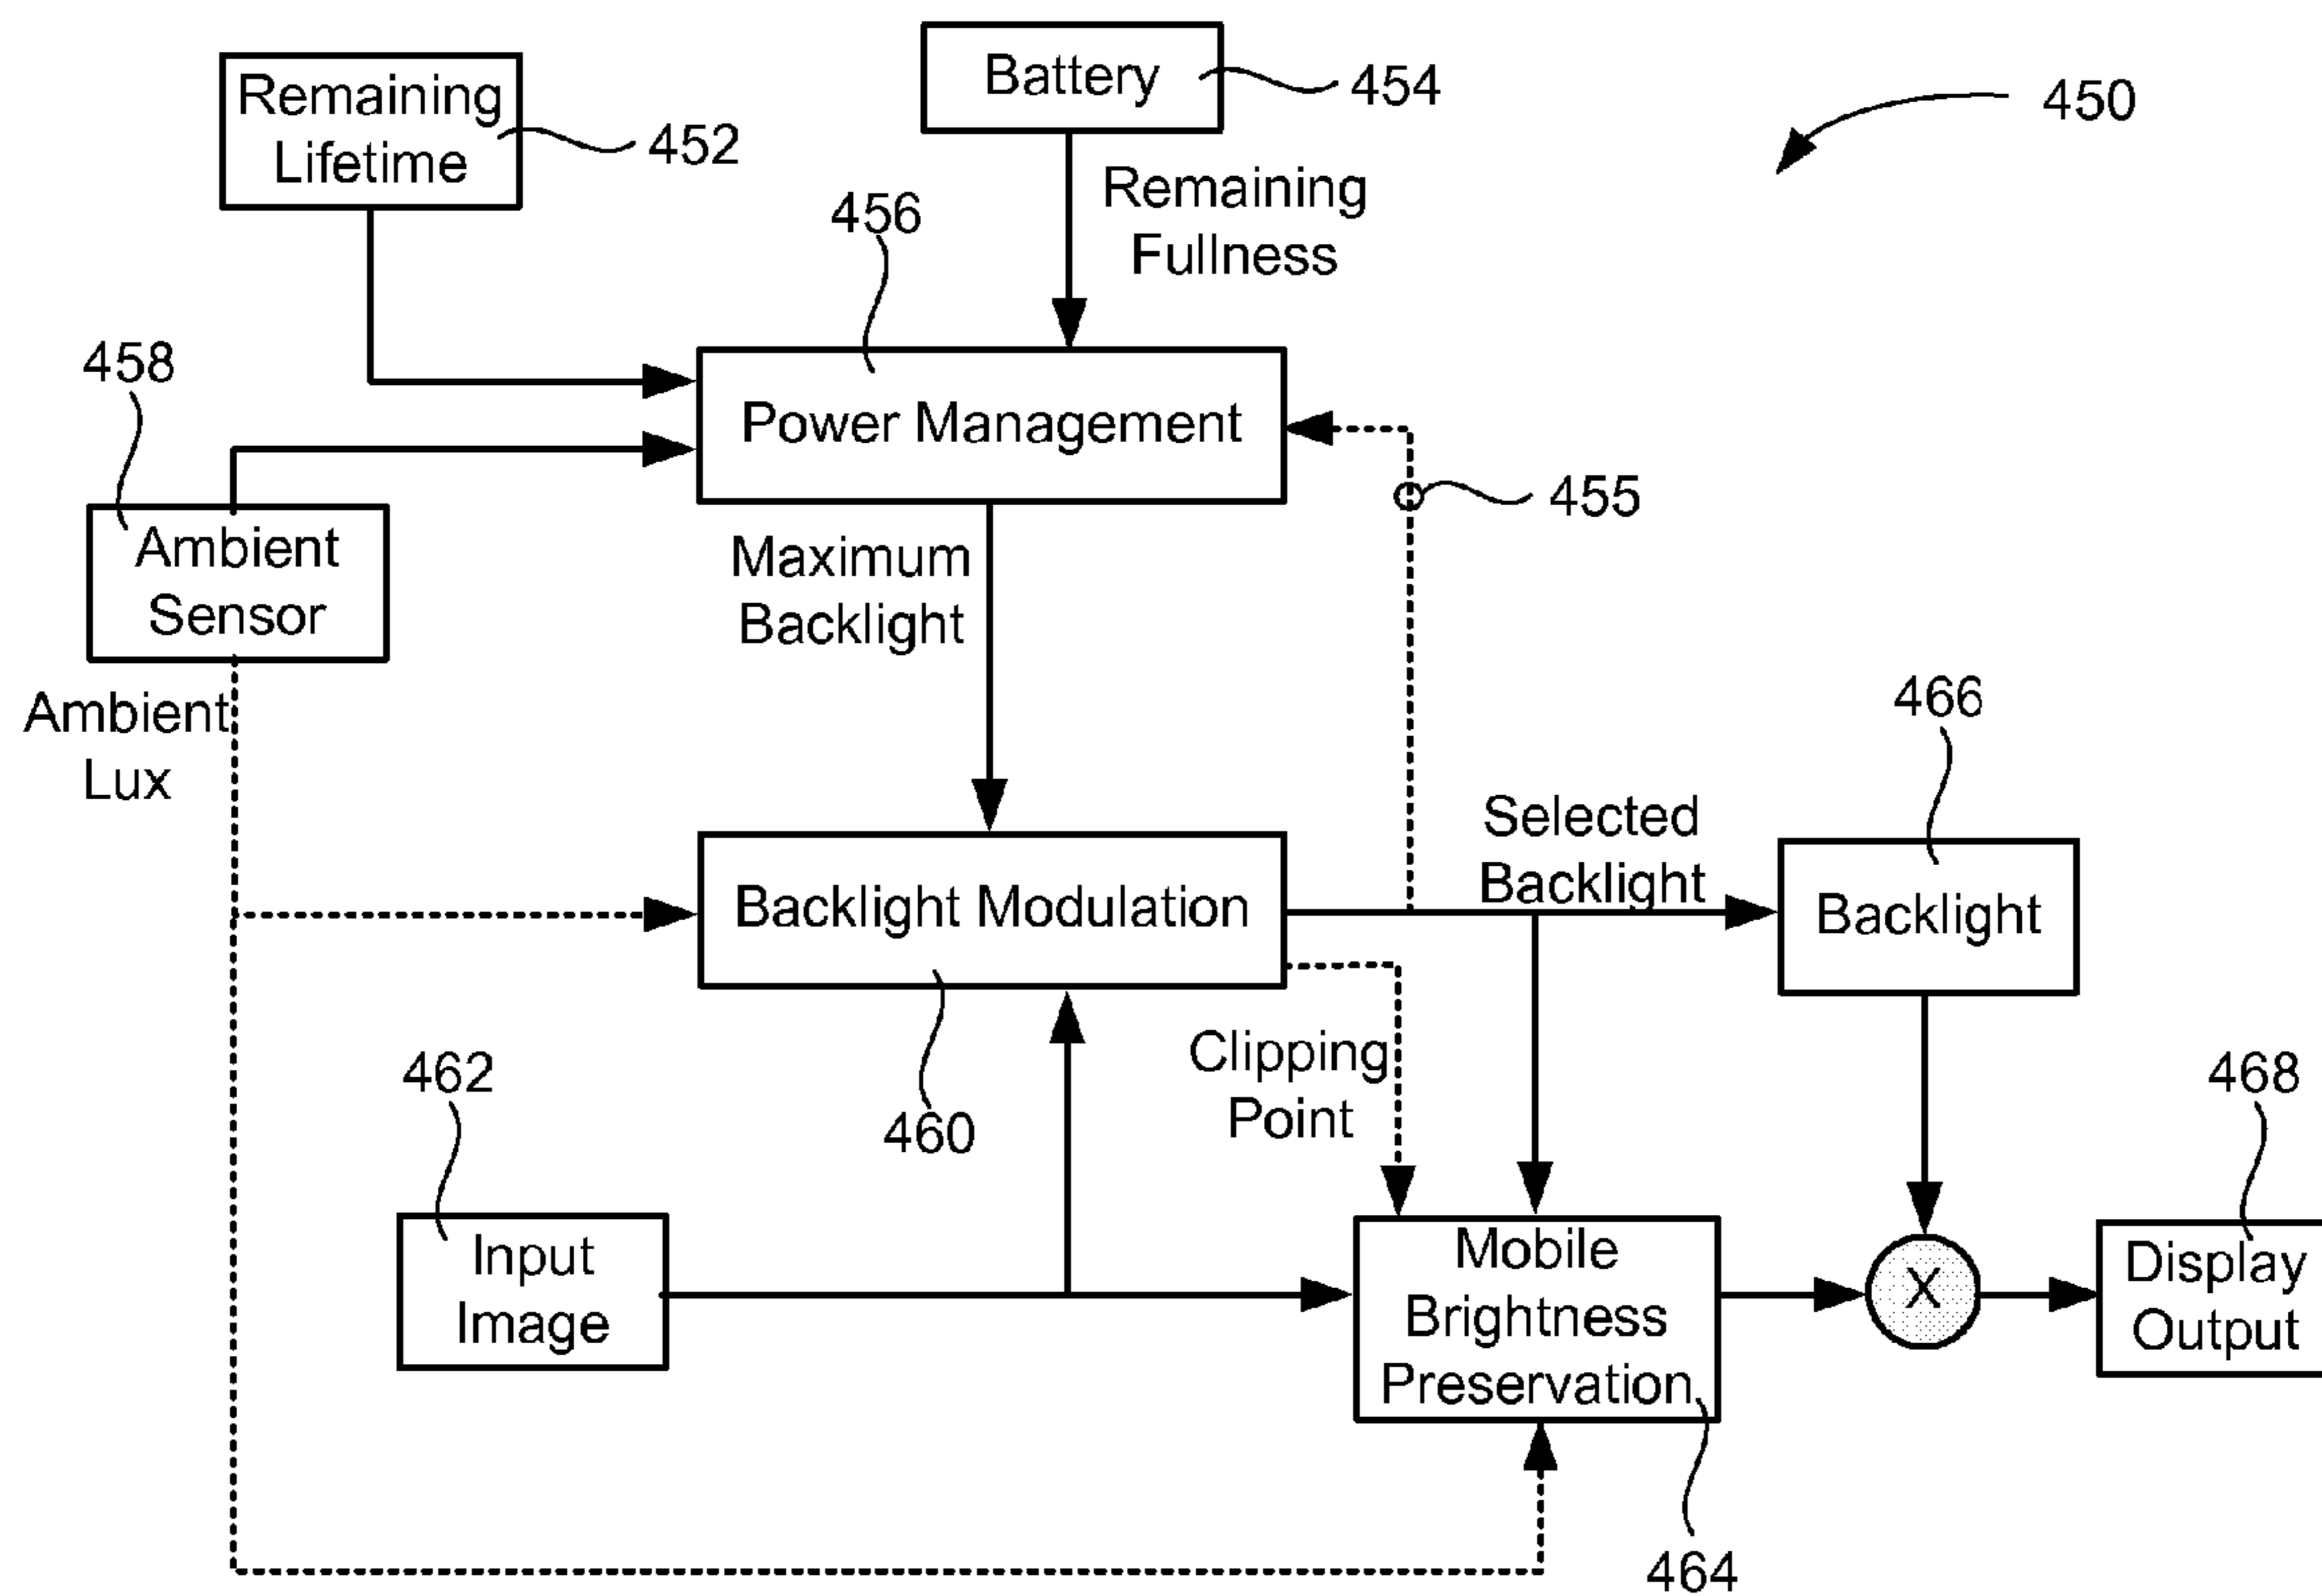 Battery
454
450
Remaining
Lifetime
452
Remaining
Fullness
456
458
Power Management
455
Ambient
Sensor
Maximum
Backlight
Ambient
Lux
466
Selected
Backlight
Backlight Modulation
Backlight
Clipping
Point
462
460
468
Input
Image
Mobile
Brightness
Preservation
X
Display
Output
464